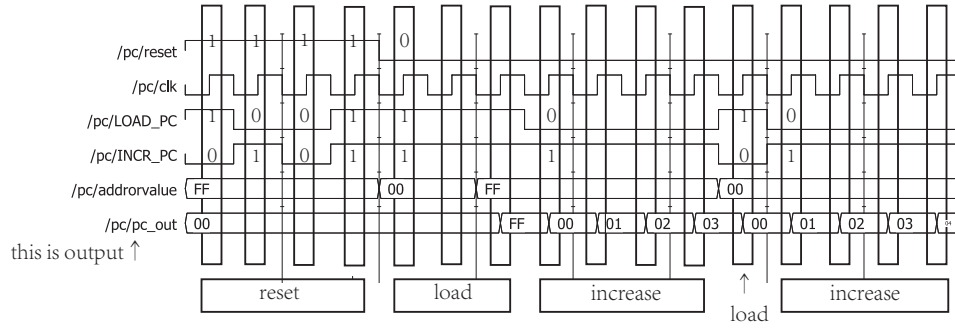 /pc/reset 1 1 1 1 0
/pc/clk
/pc/LOAD_PC 1 0 0 1 1 0 1 0
/pc/INCR_PC 0 1 0 1 1 1 0 1
/pc/addrorvalue FF 00 FF 00
/pc/pc_out 00 FF 00 01 02 03 00 01 02 03 04
this is output ↑
reset load increase ↑ increase
load